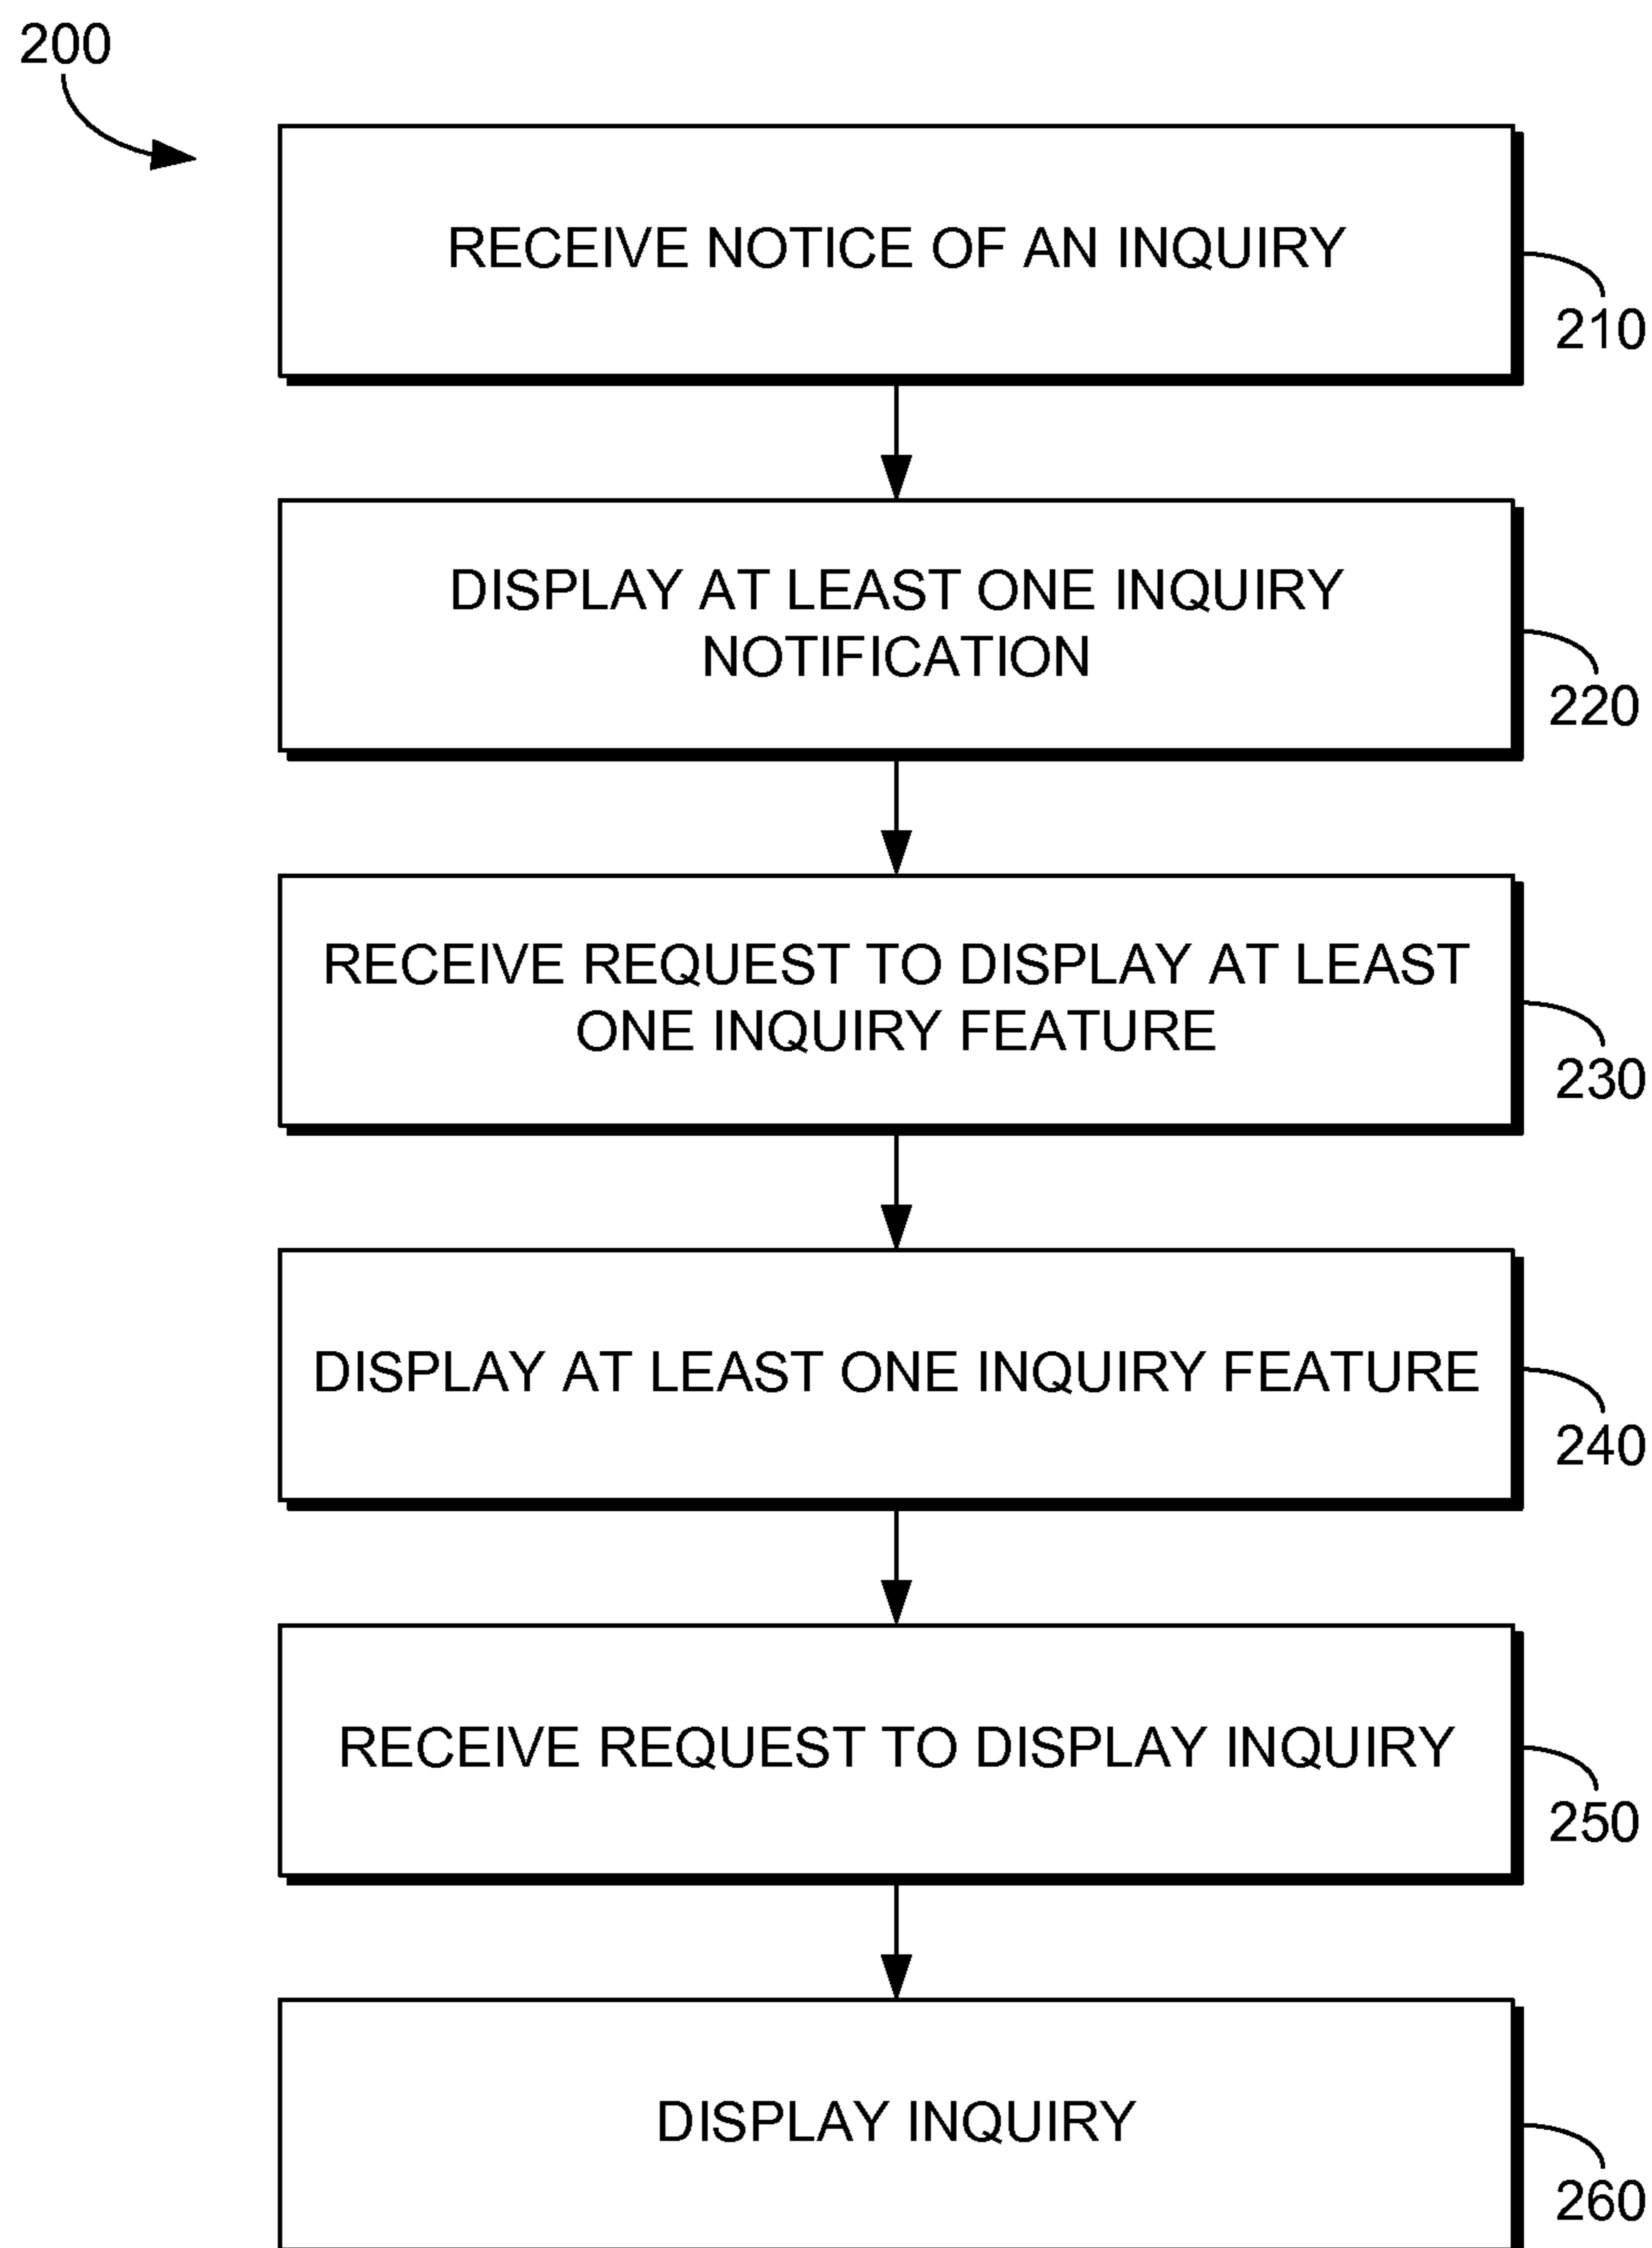 200
RECEIVE NOTICE OF AN INQUIRY
210
DISPLAY AT LEAST ONE INQUIRY
NOTIFICATION
220
RECEIVE REQUEST TO DISPLAY AT LEAST
ONE INQUIRY FEATURE
230
DISPLAY AT LEAST ONE INQUIRY FEATURE
240
RECEIVE REQUEST TO DISPLAY INQUIRY
250
DISPLAY INQUIRY
260